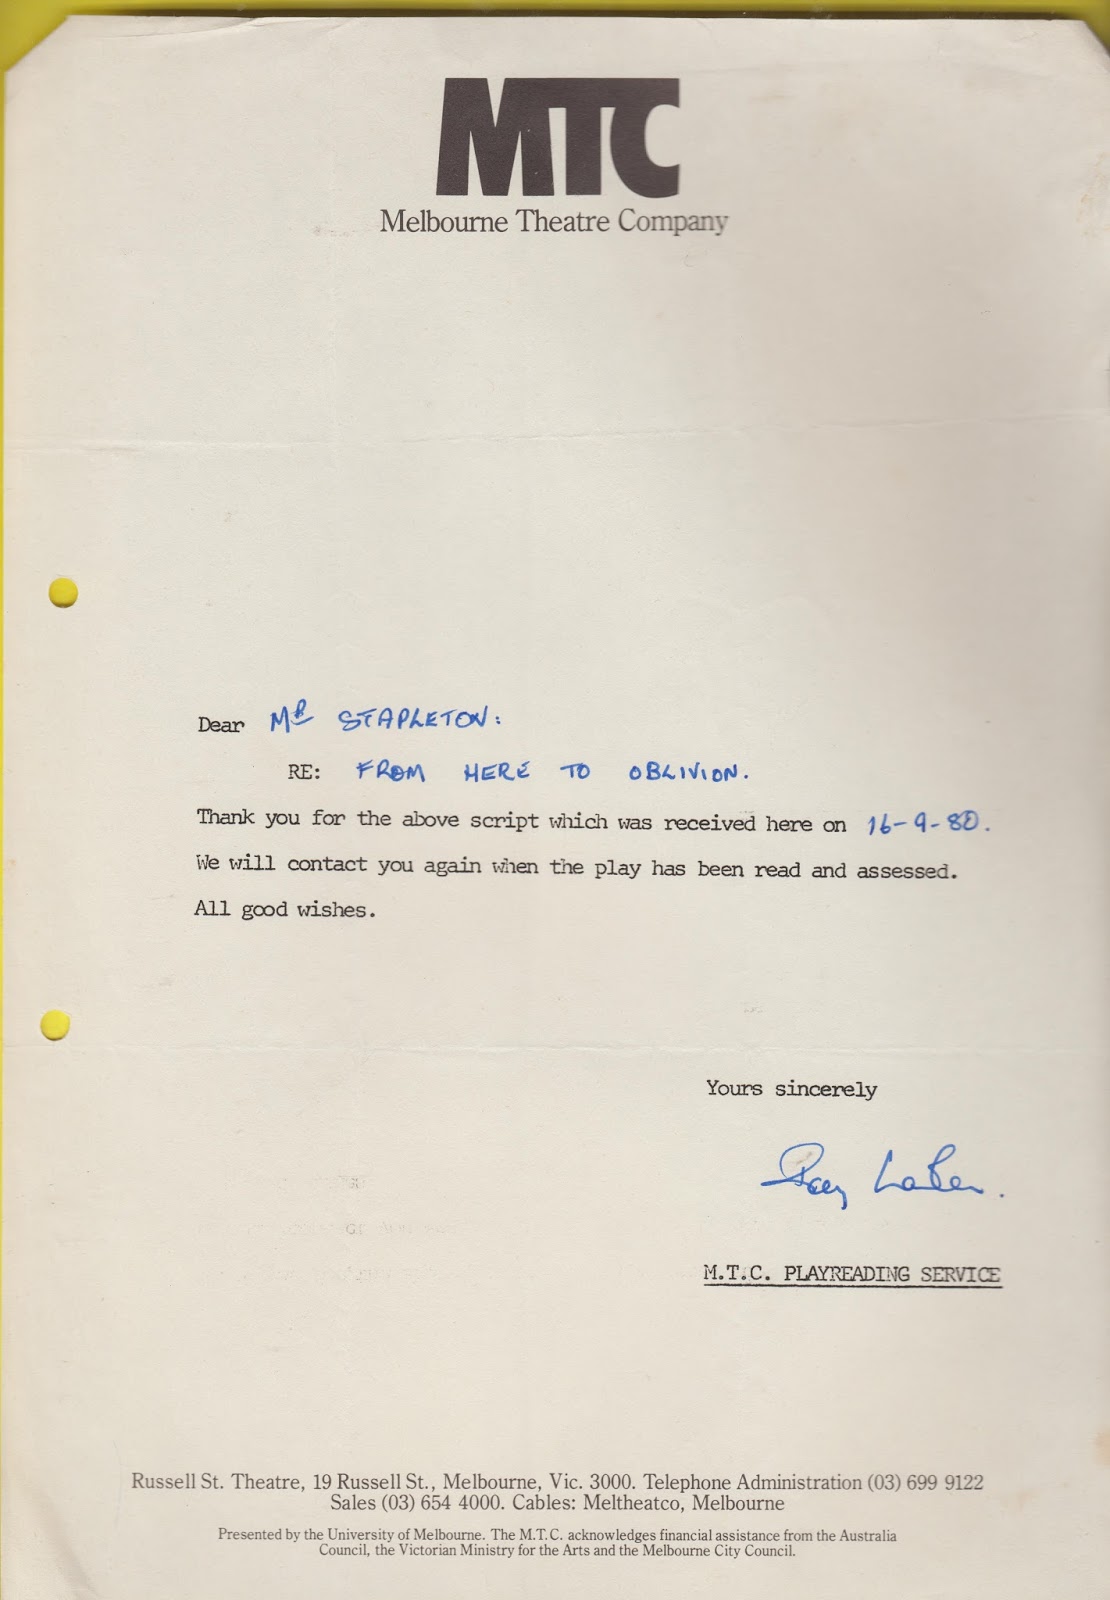 MTC
Melbourne Theatre Company
Dear MR STAPLETON:
RE: FROM HERE TO OBLIVION.
Thank you for the above script which was received here on 16-9-80.
We will contact you again when the play has been read and assessed.
All good wishes.
Yours sincerely
M.T.C. PLAYREADING SERVICE
Russell St. Theatre, 19 Russell St., Melbourne, Vic. 3000. Telephone Administration (03) 699 9122
Sales (03) 654 4000. Cables: Meltheatco, Melbourne
Presented by the University of Melbourne. The M.T.C. acknowledges financial assistance from the Australia
Council, the Victorian Ministry for the Arts and the Melbourne City Council.